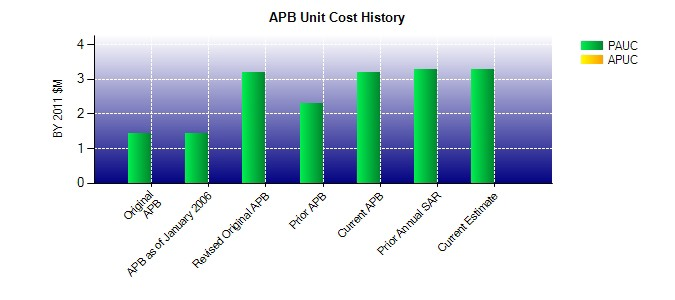 APB Unit Cost History
PAUC
APUC
BY 2011 $M
4
3
2
1
0
Original
APB
APB as of January 2006
Revised Original APB
Prior APB
Current APB
Prior Annual SAR
Current Estimate